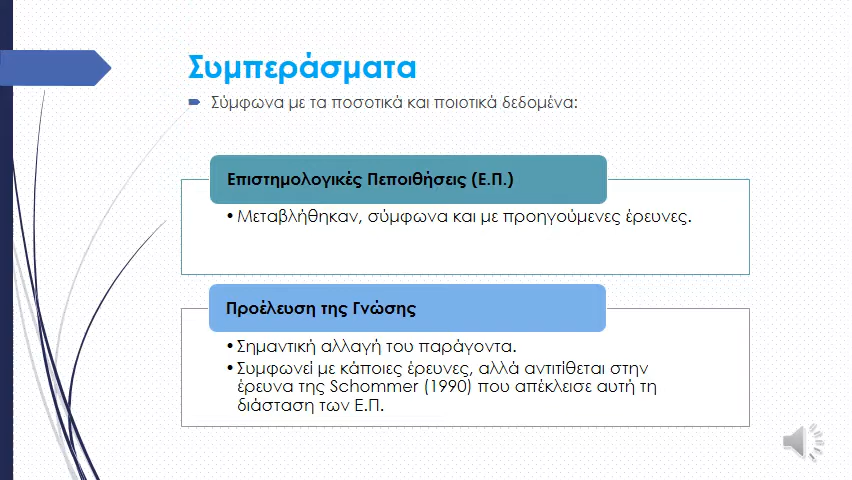 Συμπεράσματα
Σύμφωνα με τα ποσοτικά και ποιοτικά δεδομένα:
Επιστημολογικές Πεποιθήσεις (Ε.Π.)
• Μεταβλήθηκαν, σύμφωνα και με προηγούμενες έρευνες.
Προέλευση της Γνώσης
• Σημαντική αλλαγή του παράγοντα.
• Συμφωνεί με κάποιες έρευνες, αλλά αντιτίθεται στην
έρευνα της Schommer (1990) που απέκλεισε αυτή τη
διάσταση των Ε.Π.